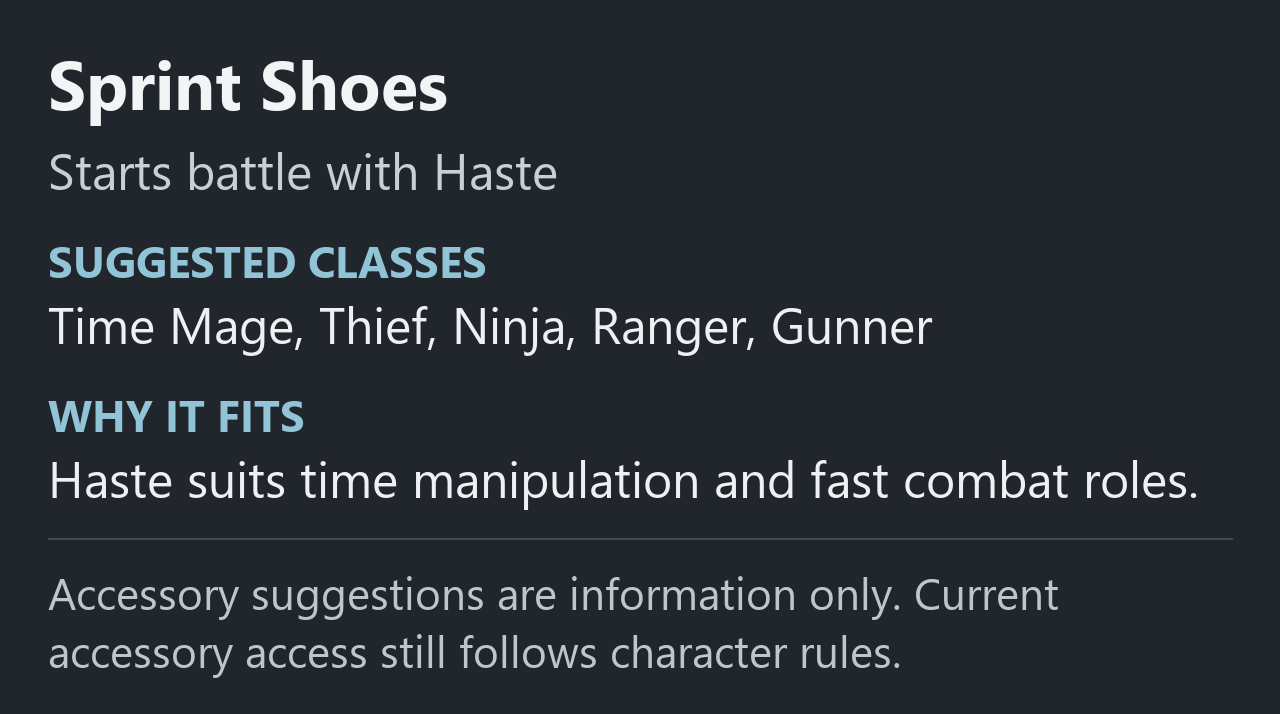 Sprint Shoes
Starts battle with Haste
SUGGESTED CLASSES
Time Mage, Thief, Ninja, Ranger, Gunner
WHY IT FITS
Haste suits time manipulation and fast combat roles.
Accessory suggestions are information only. Current
accessory access still follows character rules.